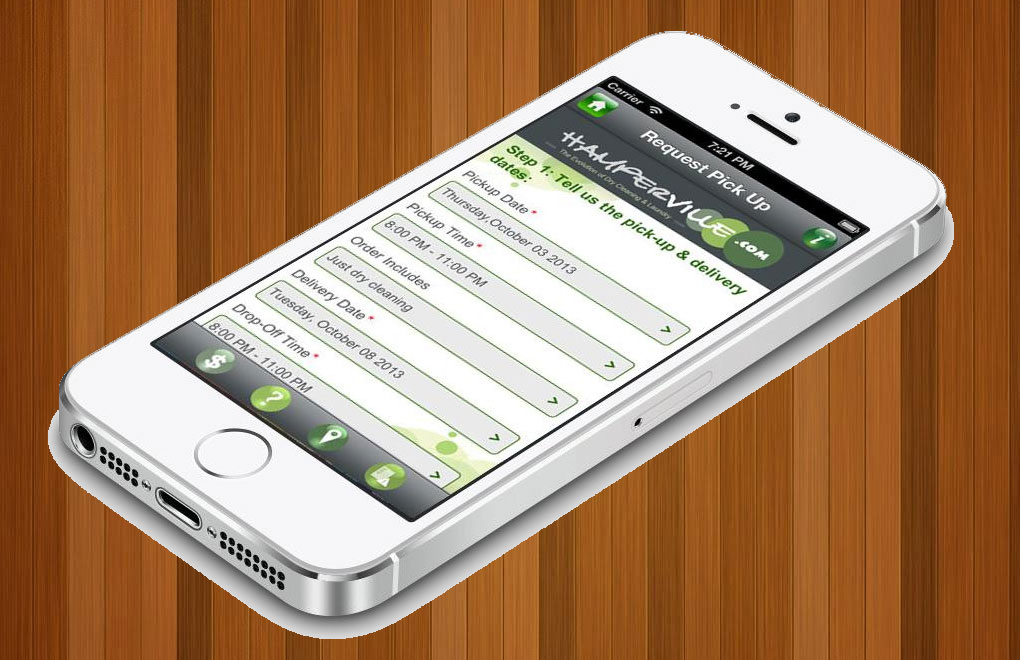 Carrier 7:21 PM
Request Pick Up
HAMPERVILLE.COM
The Evolution of Dry Cleaning & Laundry
Step 1: Tell us the pick-up & delivery
dates:
Pickup Date *
Thursday, October 03 2013
Pickup Time *
8:00 PM - 11:00 PM
Order Includes
Just dry cleaning
Delivery Date *
Tuesday, October 08 2013
Drop-Off Time *
8:00 PM - 11:00 PM